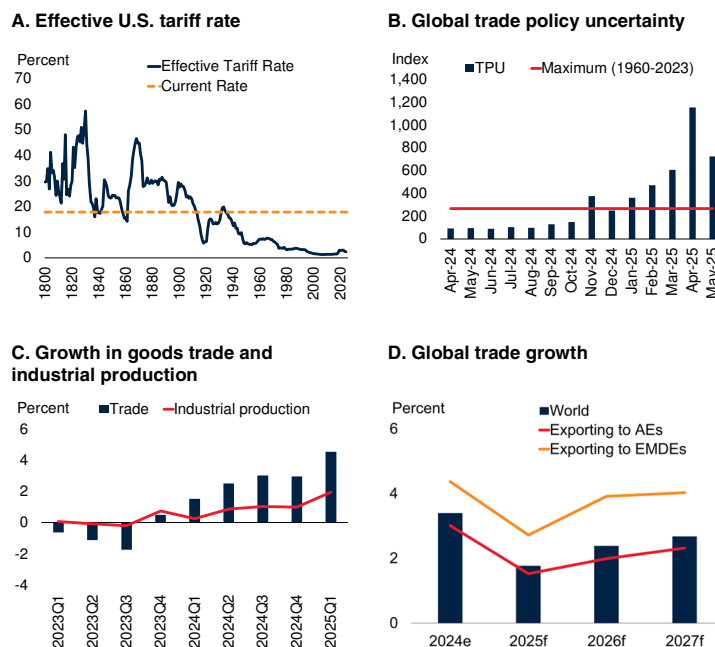 A. Effective U.S. tariff rate
Percent
Effective Tariff Rate
Current Rate
70
60
50
40
30
20
10
0
1800
1820
1840
1860
1880
1900
1920
1940
1960
1980
2000
2020
B. Global trade policy uncertainty
Index
TPU
Maximum (1960-2023)
1,400
1,200
1,000
800
600
400
200
0
Apr-24
May-24
Jun-24
Jul-24
Aug-24
Sep-24
Oct-24
Nov-24
Dec-24
Jan-25
Feb-25
Mar-25
Apr-25
May-25
C. Growth in goods trade and
industrial production
Percent
Trade
Industrial production
6
4
2
0
-2
-4
2023Q1
2023Q2
2023Q3
2023Q4
2024Q1
2024Q2
2024Q3
2024Q4
2025Q1
D. Global trade growth
Percent
World
Exporting to AEs
Exporting to EMDEs
6
4
2
0
2024e
2025f
2026f
2027f